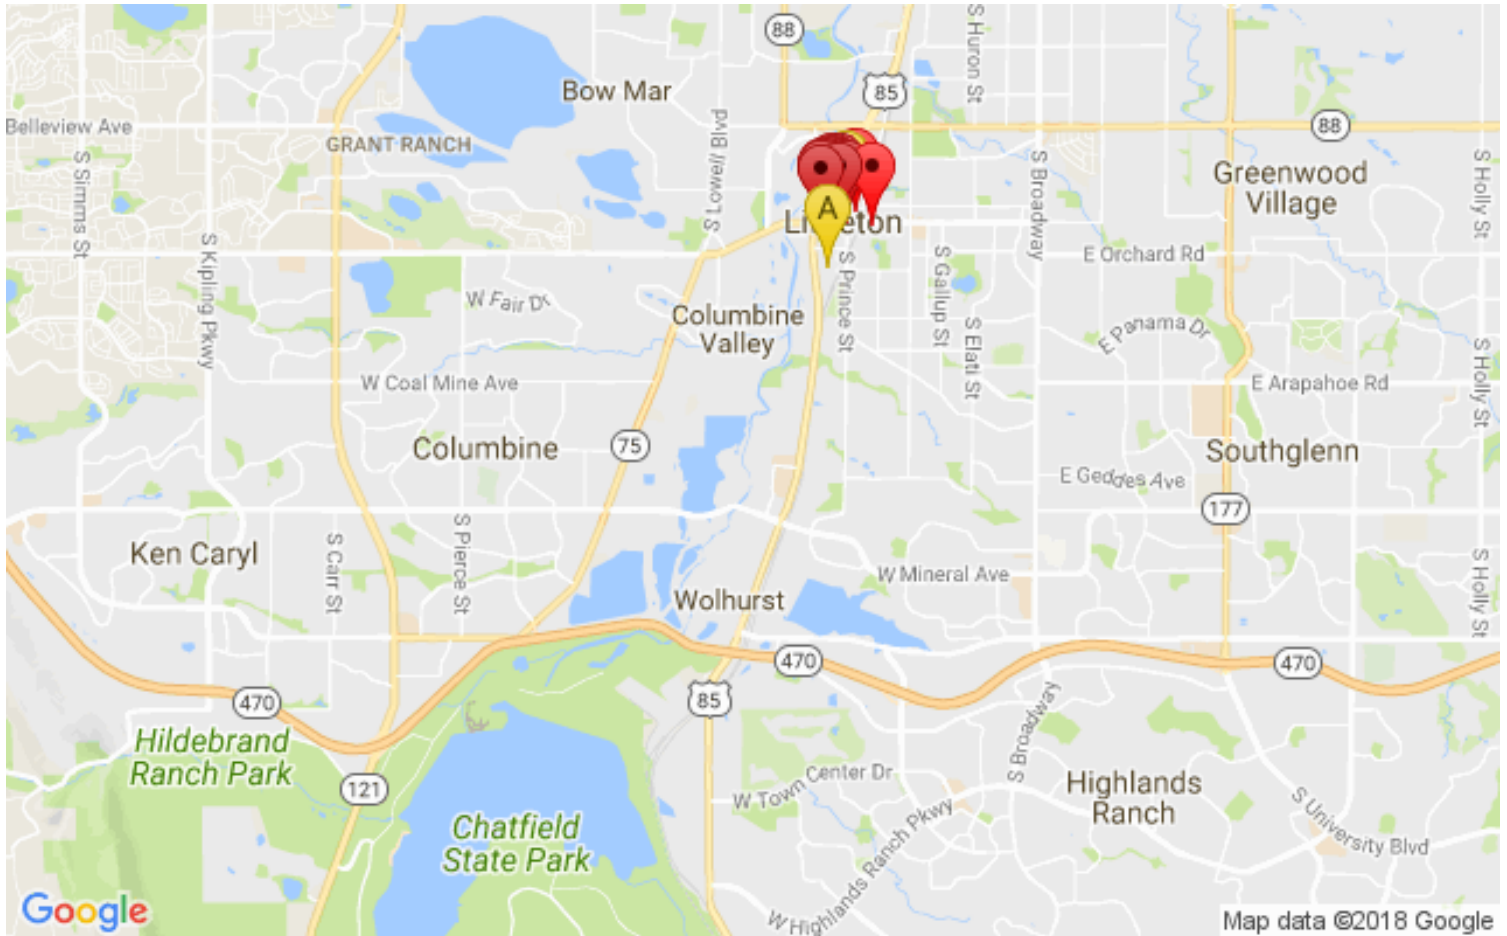 88
S Huron St
85
Bow Mar
Belleview Ave
S Lowell Blvd
88
GRANT RANCH
S Simms St
S Broadway
Greenwood
Village
S Holly St
A
S Kipling Pkwy
E Orchard Rd
S Prince St
S Gallup St
W Fair Dr
Columbine
Valley
S Elati St
E Panama Dr
S Holly St
W Coal Mine Ave
E Arapahoe Rd
Columbine
75
Southglenn
E Geddes Ave
177
Ken Caryl
S Carr St
S Pierce St
W Mineral Ave
S Holly St
Wolhurst
470
470
470
85
Hildebrand
Ranch Park
S Broadway
121
W Town Center Dr
Highlands
Ranch
S University Blvd
Chatfield
State Park
W Highlands Ranch Pkwy
Google
Map data ©2018 Google